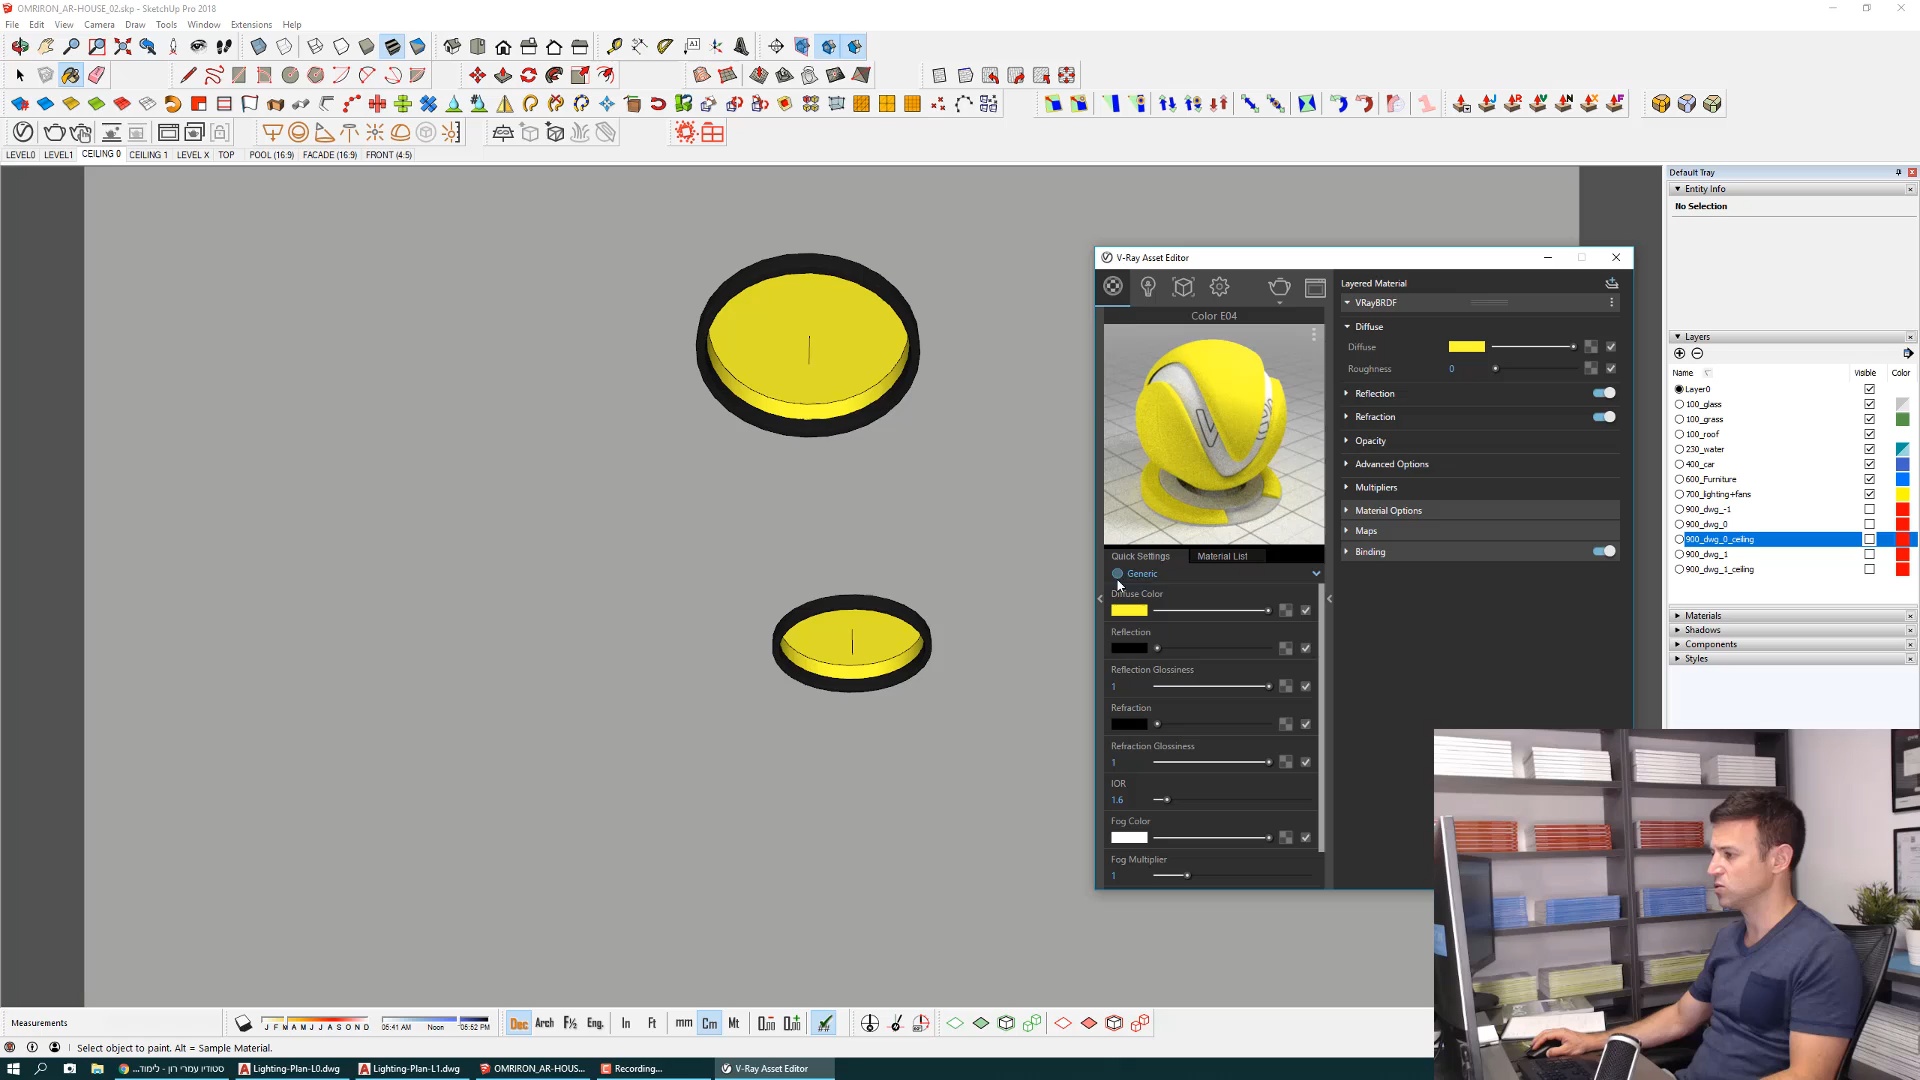 OMRIRON_AR-HOUSE_02.skp - SketchUp Pro 2018
File Edit View Camera Draw Tools Window Extensions Help
LEVEL0 LEVEL1 CEILING 0 CEILING 1 LEVEL X TOP POOL (16:9) FACADE (16:9) FRONT (4:5)
Default Tray
Entity Info
No Selection
Layers
Name Visible Color
Layer0
100_glass
100_grass
100_roof
230_water
400_car
600_Furniture
700_lighting+fans
900_dwg_-1
900_dwg_0
900_dwg_0_ceiling
900_dwg_1
900_dwg_1_ceiling
Materials
Shadows
Components
Styles
V-Ray Asset Editor
Color E04
Quick Settings Material List
Generic
Diffuse Color
Reflection
Reflection Glossiness
1
Refraction
Refraction Glossiness
1
IOR
1.6
Fog Color
Fog Multiplier
1
Layered Material
VRayBRDF
Diffuse
Diffuse
Roughness 0
Reflection
Refraction
Opacity
Advanced Options
Multipliers
Material Options
Maps
Binding
Measurements
J F M A M J J A S O N D
05:41 AM Noon 05:52 PM
Dec Arch F½ Eng. In Ft mm Cm Mt
Select object to paint. Alt = Sample Material.
סטודיו עמרי רון - לימוד...
Lighting-Plan-L0.dwg
Lighting-Plan-L1.dwg
OMRIRON_AR-HOUS...
Recording...
V-Ray Asset Editor